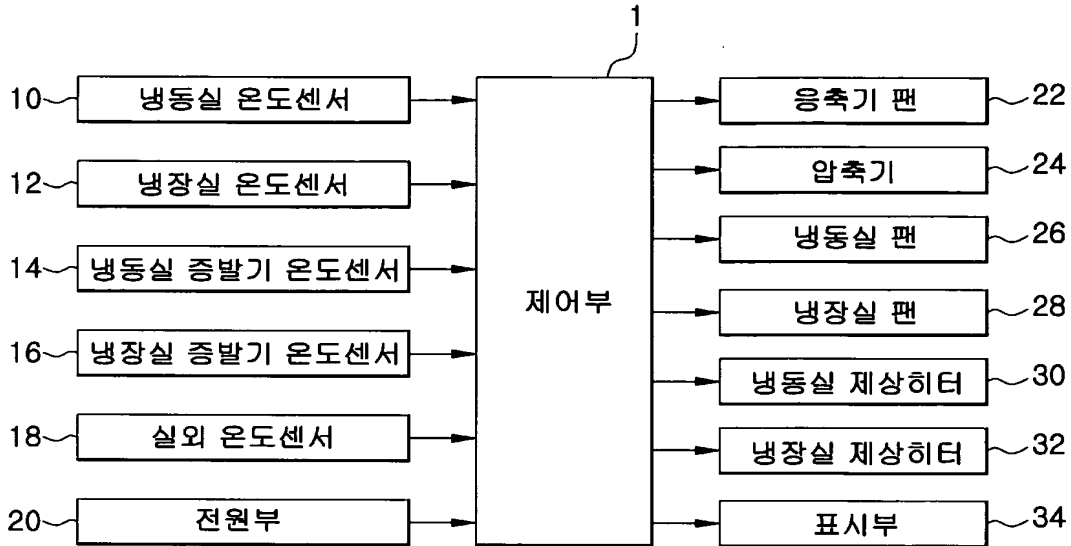 1
10 냉동실 온도센서
12 냉장실 온도센서
14 냉동실 증발기 온도센서
16 냉장실 증발기 온도센서
18 실외 온도센서
20 전원부
제어부
응축기 팬 22
압축기 24
냉동실 팬 26
냉장실 팬 28
냉동실 제상히터 30
냉장실 제상히터 32
표시부 34